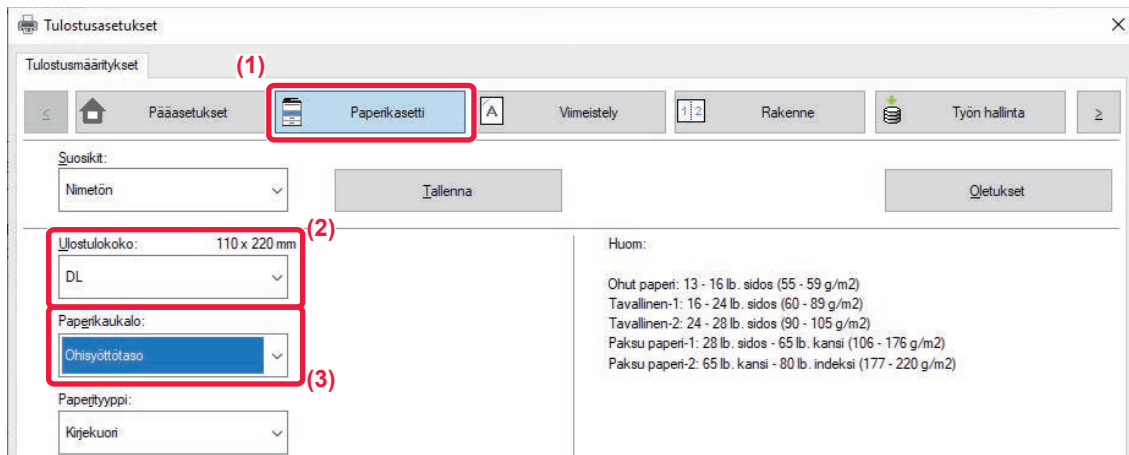 Tulostusasetukset
Tulostusmääritykset
(1)
≤ Pääasetukset Paperikasetti A Viimeistely 1 2 Rakenne Työn hallinta ≥
Suosikit:
Nimetön Tallenna Oletukset
(2)
Ulostulokoko: 110 x 220 mm
DL
Paperikaukalo:
Ohisyöttötaso
(3)
Paperityyppi:
Kirjekuori
Huom:
Ohut paperi: 13 - 16 lb. sidos (55 - 59 g/m2)
Tavallinen-1: 16 - 24 lb. sidos (60 - 89 g/m2)
Tavallinen-2: 24 - 28 lb. sidos (90 - 105 g/m2)
Paksu paperi-1: 28 lb. sidos - 65 lb. kansi (106 - 176 g/m2)
Paksu paperi-2: 65 lb. kansi - 80 lb. indeksi (177 - 220 g/m2)